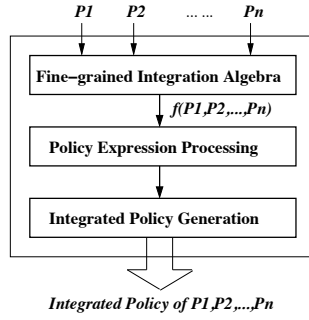 P1 P2 ... ... Pn
Fine-grained Integration Algebra
f(P1,P2,...,Pn)
Policy Expression Processing
Integrated Policy Generation
Integrated Policy of P1,P2,...,Pn